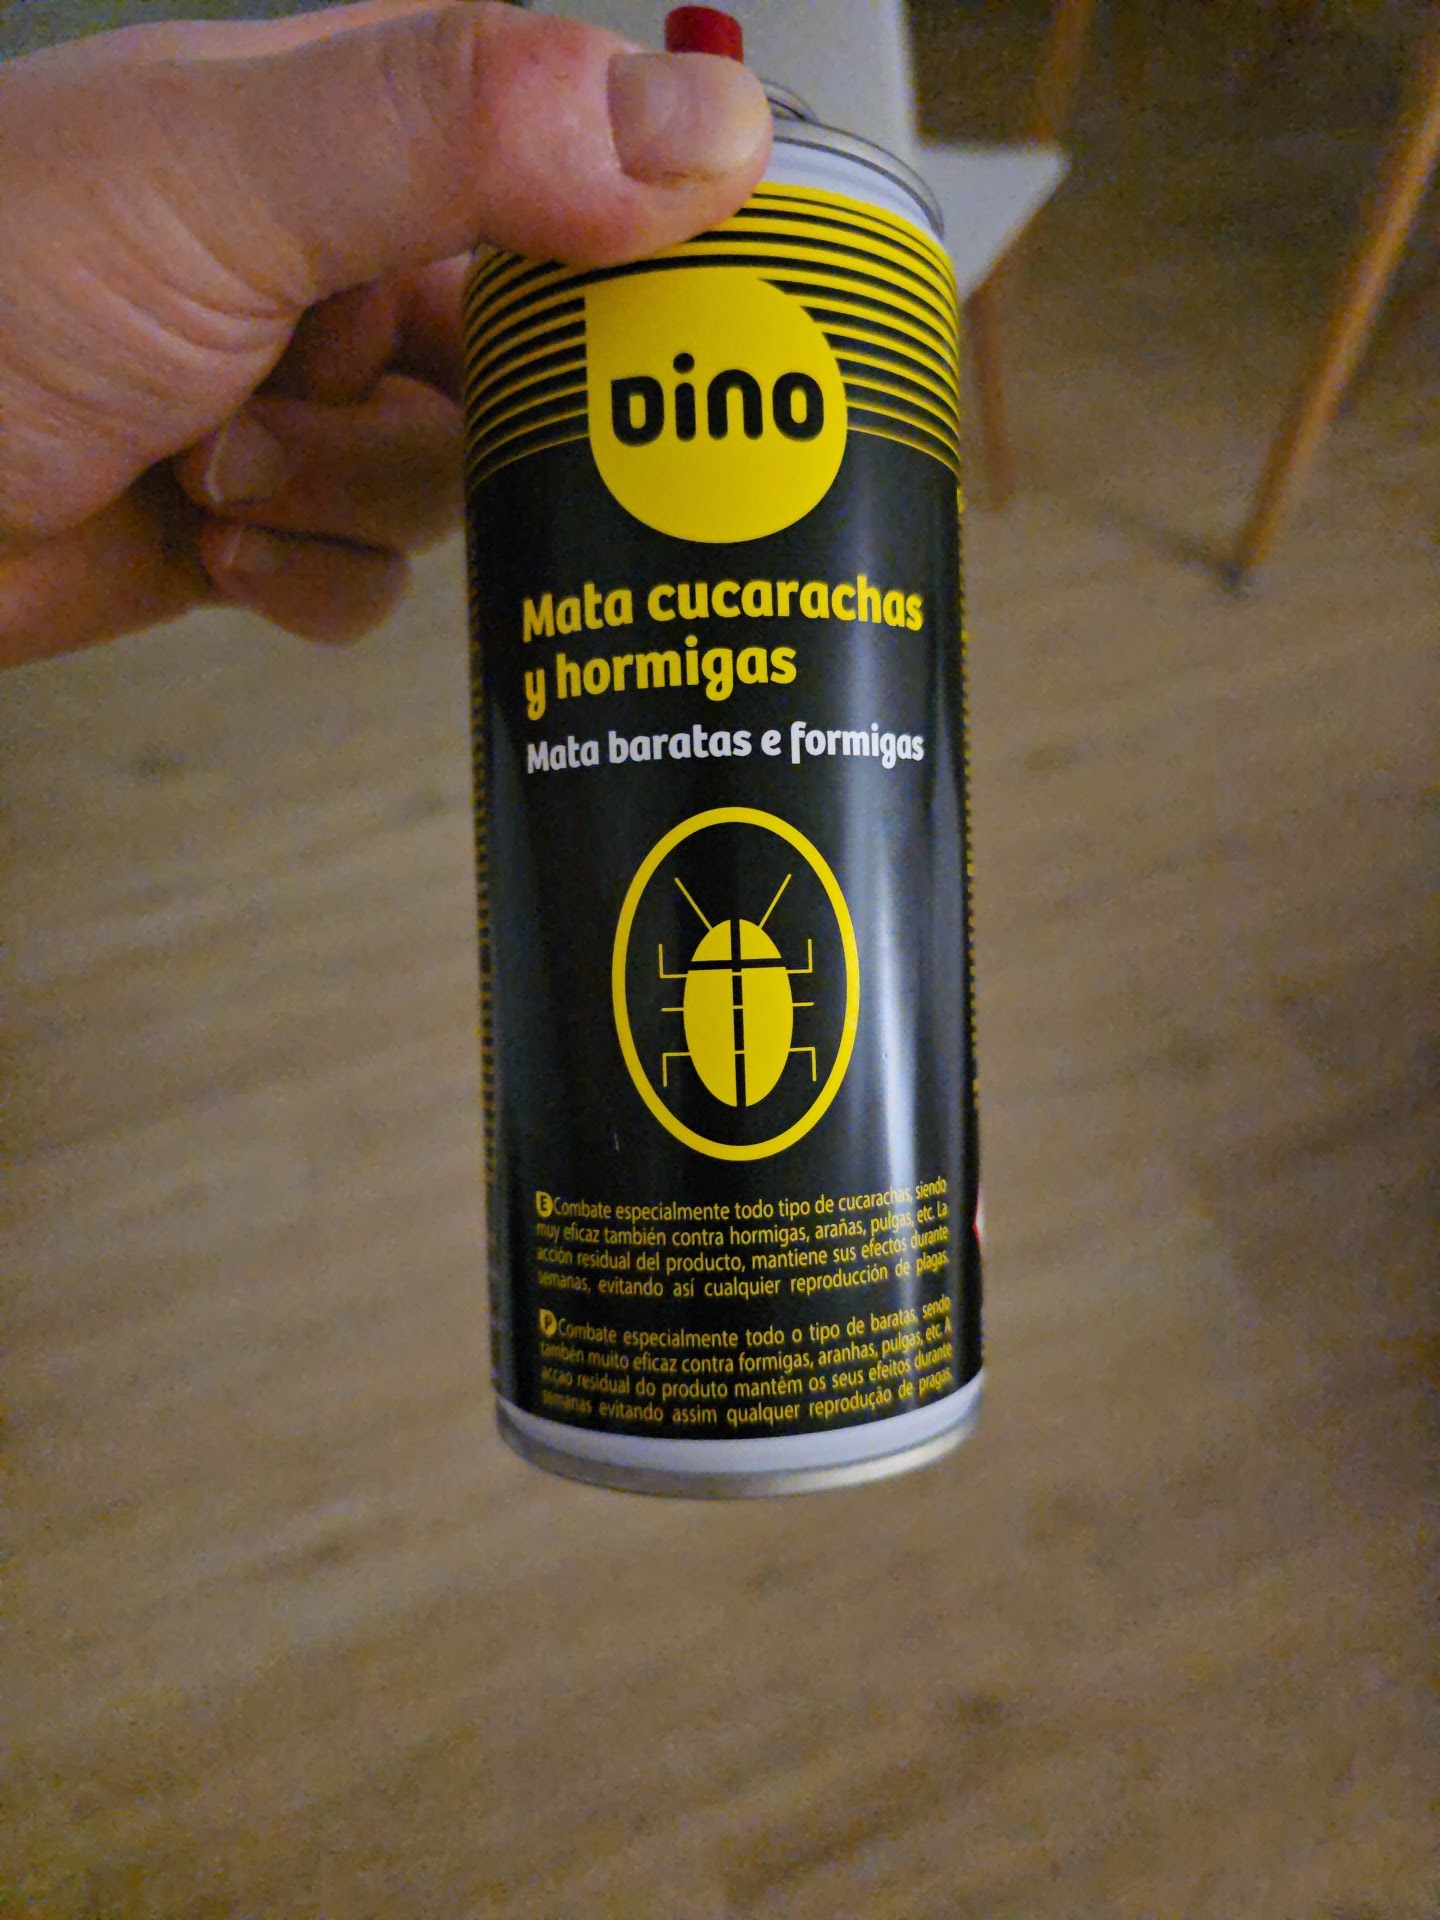 Dino
Mata cucarachas
y hormigas
Mata baratas e formigas
E Combate especialmente todo tipo de cucarachas, siendo
muy eficaz también contra hormigas, arañas, pulgas, etc. La
acción residual del producto, mantiene sus efectos durante
semanas, evitando así cualquier reproducción de plagas.
P Combate especialmente todo o tipo de baratas, sendo
também muito eficaz contra formigas, aranhas, pulgas, etc. A
acção residual do produto mantêm os seus efeitos durante
semanas evitando assim qualquer reprodução de pragas.